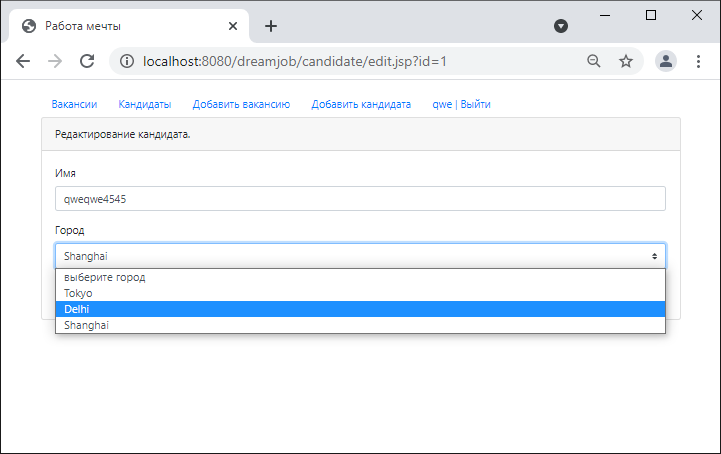 Работа мечты
localhost:8080/dreamjob/candidate/edit.jsp?id=1
Вакансии Кандидаты Добавить вакансию Добавить кандидата qwe | Выйти
Редактирование кандидата.
Имя
qweqwe4545
Город
Shanghai
выберите город
Tokyo
Delhi
Shanghai